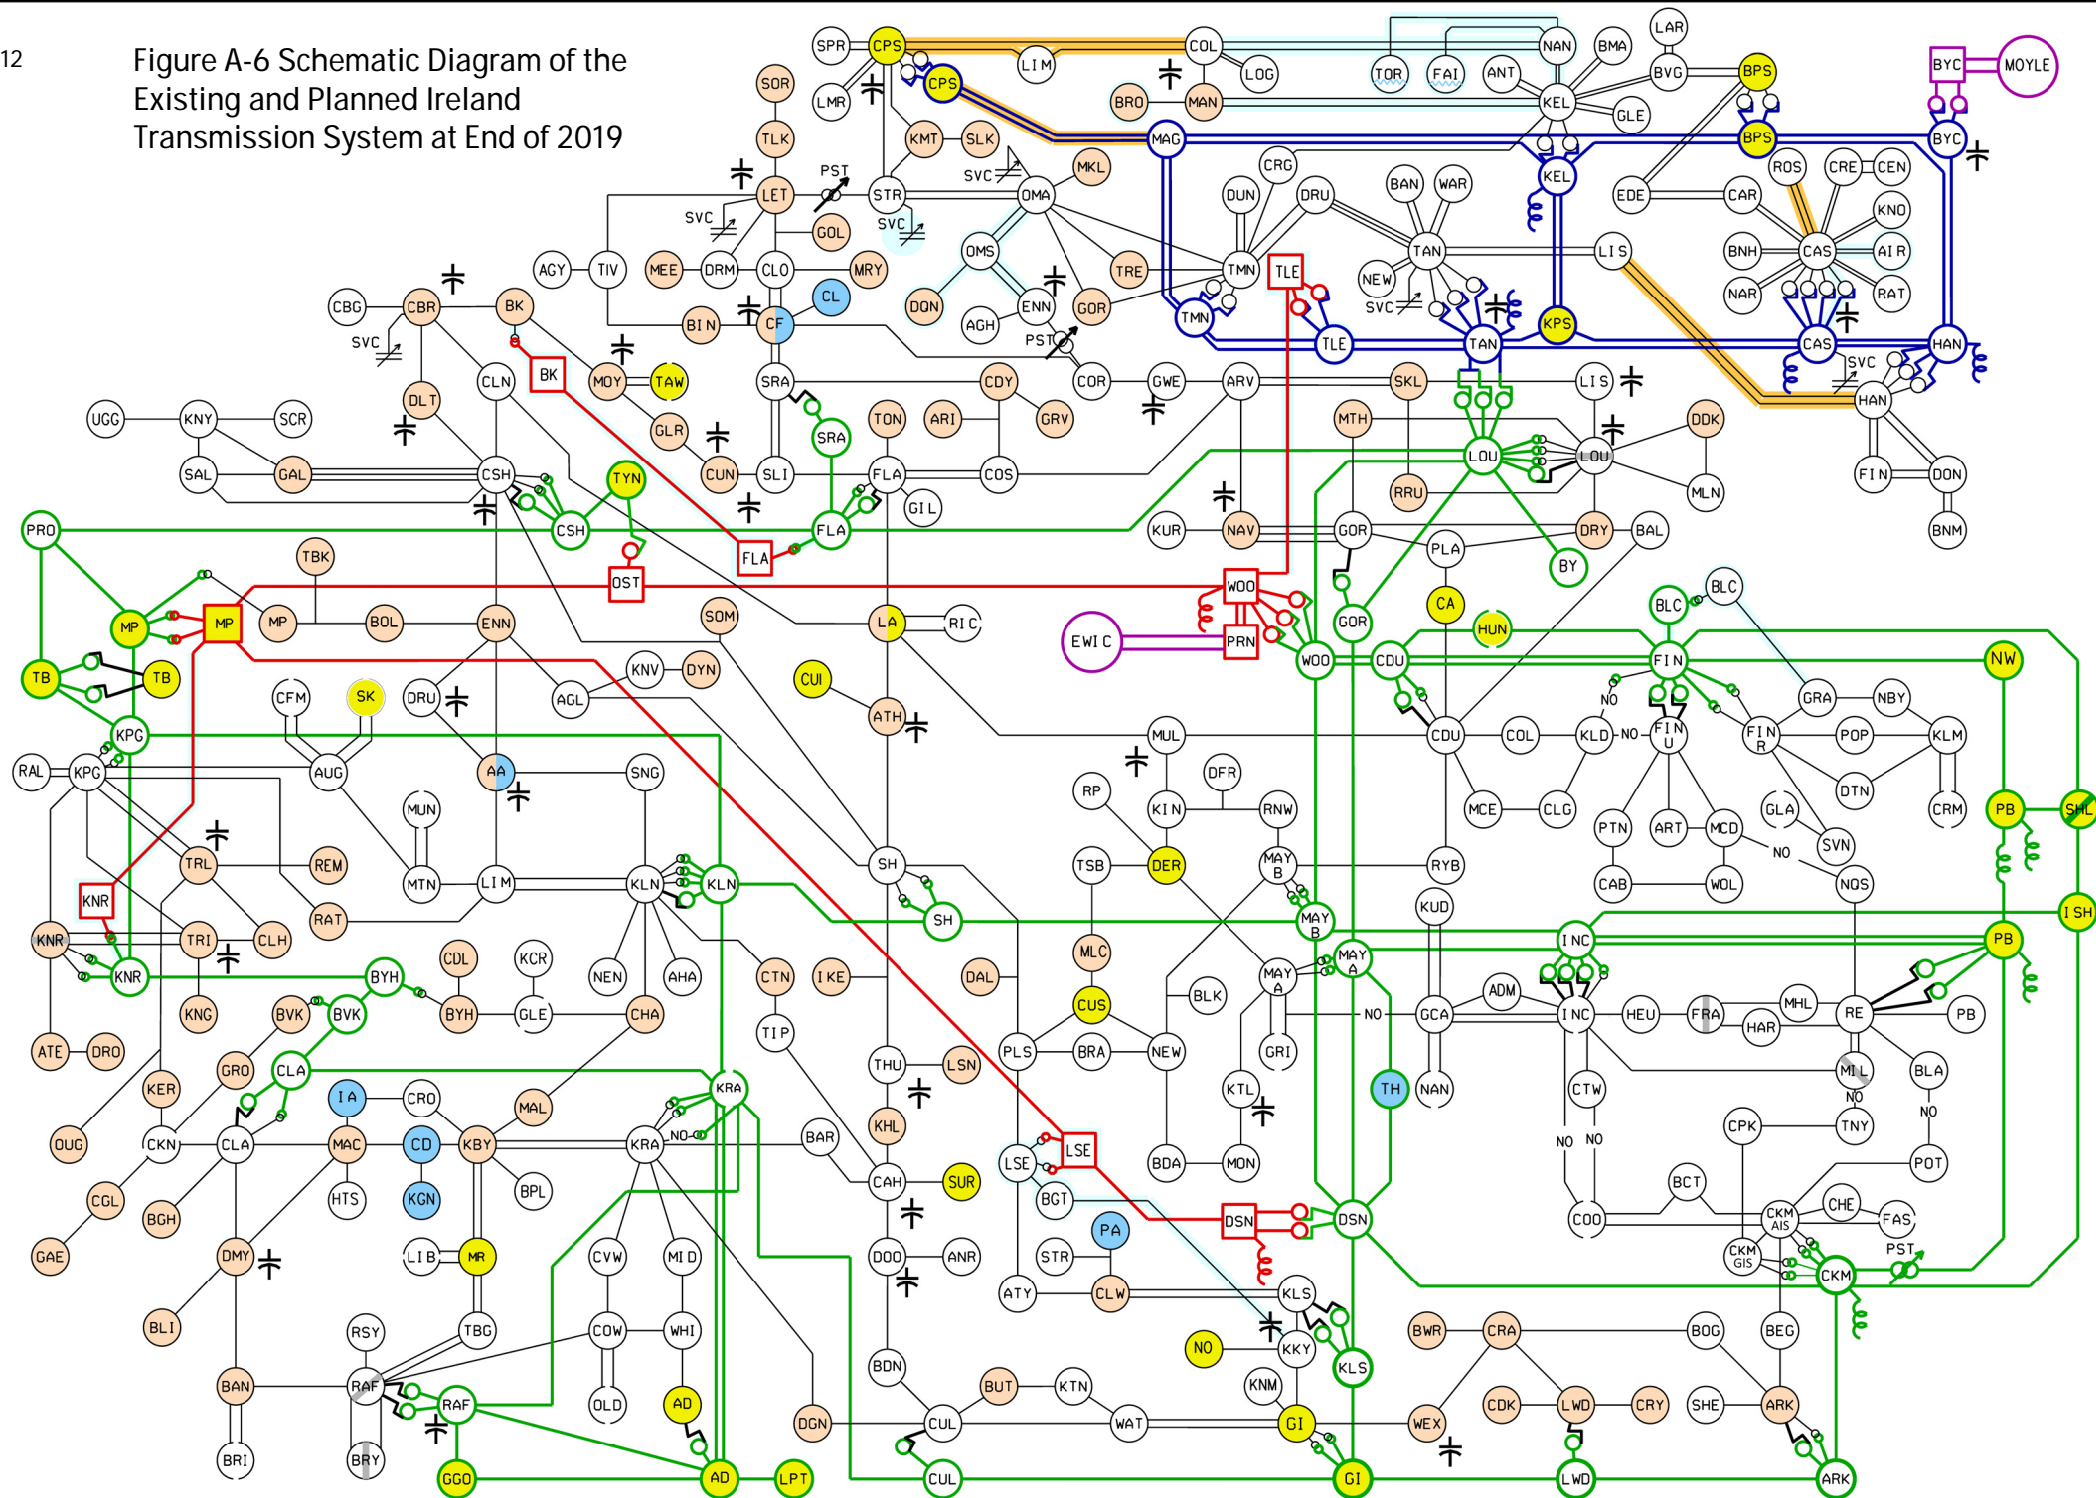 12
Figure A-6 Schematic Diagram of the
Existing and Planned Ireland
Transmission System at End of 2019
SPR CPS LIM COL NAN BMA LAR
LMR CPS LOG TOR FAI ANT BVG BPS BYC MOYLE
SOR BRO MAN KEL GLE
TLK KMT SLK MAG BPS BYC
PST SVC MKL CRG ROS CRE CEN
LET STR OMA DUN DRU BAN WAR KEL EDE CAR KNO
SVC GOL SVC OMS TAN LIS BNH CAS AIR
AGY TIV MEE DRM CLO MRY TRE TMN TLE NEW SVC NAR RAT
CBG CBR BK BIN CF CL DQN ENN AGH GOR TMN KPS
SVC PST TLE TAN CAS HAN
BK MOY TAW SRA CDY COR GWE ARV SKL LIS SVC
CLN DLT HAN
UGG KNY SCR GLR SRA TON ARI GRV MTH DDK
SAL GAL CSH TYN CUN SLI FLA COS LOU LOU FIN DON
GIL RRU MLN
PRO CSH FLA KUR NAV GOR DRY BAL BNM
TBK FLA PLA BY
OST WOO BLC BLC
MP MP MP BOL ENN SOM LA RIC EWIC PRN CA GOR HUN
TB TB KNV DYN CUI WOO CDU FIN NW
CFM SK DRU AGL ATH NO GRA NBY
KPG MUL CDU COL KLD NO FIN U FIN R POP KLM
RAL KPG AUG AA SNG DFR
MUN RP KIN RNW MCE CLG DTN CRM PB SHL
PTN ART MCD GLA SVN
TRL REM MTN LIM KLN KLN SH TSB DER MAY B RYB NO
KNR CAB WOL NQS
RAT SH MAY B KUD ISH
KNR TRI CLH CDL KCR MLC INC PB
KNR BYH NEN AHA CTN IKE DAL MAY A MAY A
KNG BVK BVK BYH GLE CHA CUS BLK ADM
TIP NO GCA INC HEU FRA MHL HAR RE PB
ATE DRO GRO CLA THU LSN PLS BRA NEW GRI MIL
KER IA CRO MAL KRA KTL TH NAN CTW BLA
NO NO
OUG CKN CLA MAC CD KBY KRA NO BAR KHL LSE LSE CPK TNY
NO NO
CGL BGH HTS KGN BPL CAH SUR BGT BDA MON BCT POT
PA DSN DSN COO CKM AIS CHE FAS
GAE DMY LIB MR CVW MID DOO ANR STR CKM GIS PST
CKM
BLI ATY CLW KLS
RSY TBG COW WHI NO KKY BWR CRA BOG BEG
BDN KLS
BAN RAF RAF OLD AD BUT KTN KNM CDK LWD CRY SHE ARK
DGN CUL WAT GI WEX
BRI BRY GGO AD LPT CUL GI LWD ARK